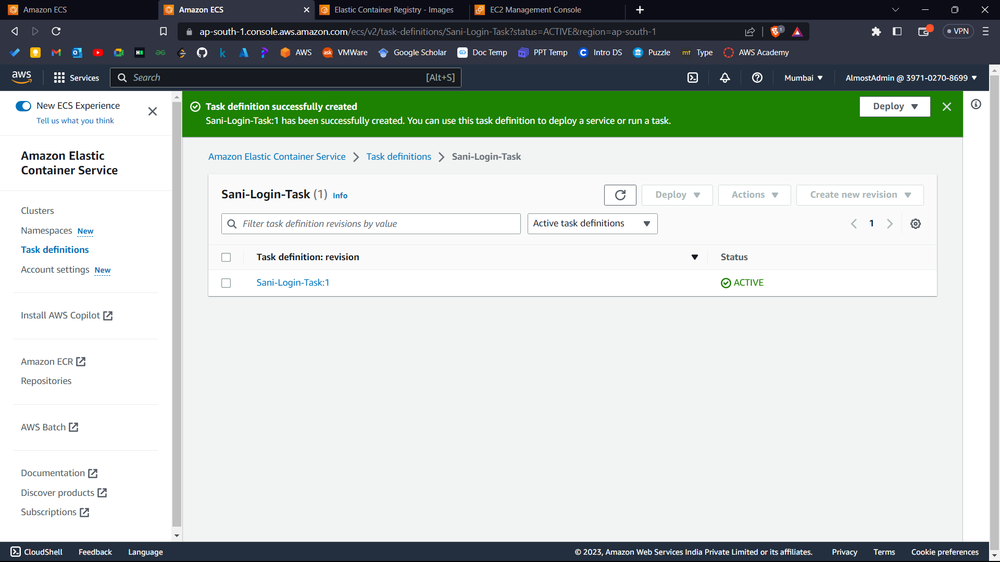 Amazon ECS
Amazon ECS
Elastic Container Registry - Images
EC2 Management Console
ap-south-1.console.aws.amazon.com/ecs/v2/task-definitions/Sani-Login-Task?status=ACTIVE&region=ap-south-1
1
VPN
AWS
VMWare
Google Scholar
Doc Temp
PPT Temp
Intro DS
Puzzle
Type
AWS Academy
aws
Services
Search
[Alt+S]
Mumbai
AlmostAdmin @ 3971-0270-8699
New ECS Experience
Tell us what you think
Amazon Elastic
Container Service
Clusters
Namespaces New
Task definitions
Account settings New
Install AWS Copilot
Amazon ECR
Repositories
AWS Batch
Documentation
Discover products
Subscriptions
Task definition successfully created
Sani-Login-Task:1 has been successfully created. You can use this task definition to deploy a service or run a task.
Deploy
Amazon Elastic Container Service
Task definitions
Sani-Login-Task
Sani-Login-Task (1) Info
Deploy
Actions
Create new revision
Filter task definition revisions by value
Active task definitions
1
Task definition: revision
Status
Sani-Login-Task:1
ACTIVE
CloudShell
Feedback
Language
© 2023, Amazon Web Services India Private Limited or its affiliates.
Privacy
Terms
Cookie preferences